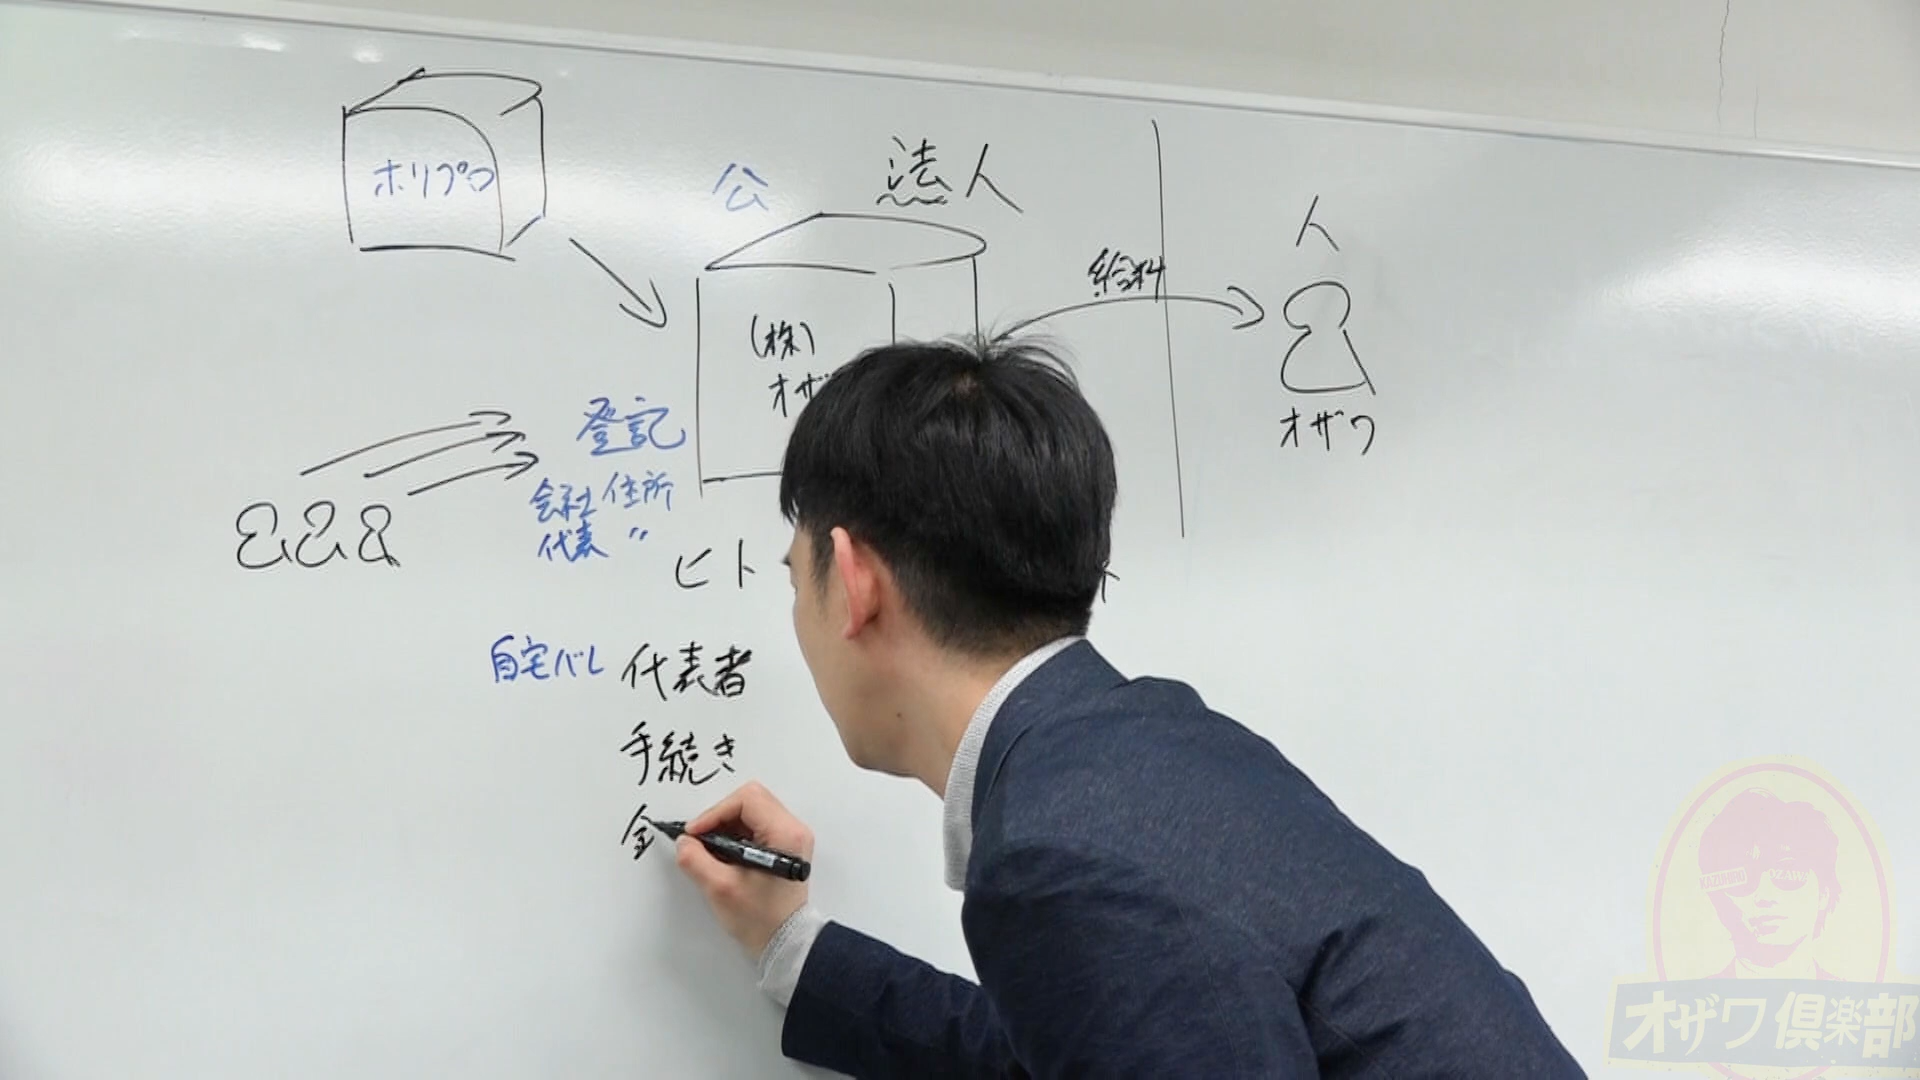 ホリプロ
公
法人
人
給料
(株)
オザ
オザワ
登記
会社 住所
代表 〃
ヒト
自宅バレ
代表者
手続き
金
オザワ倶楽部